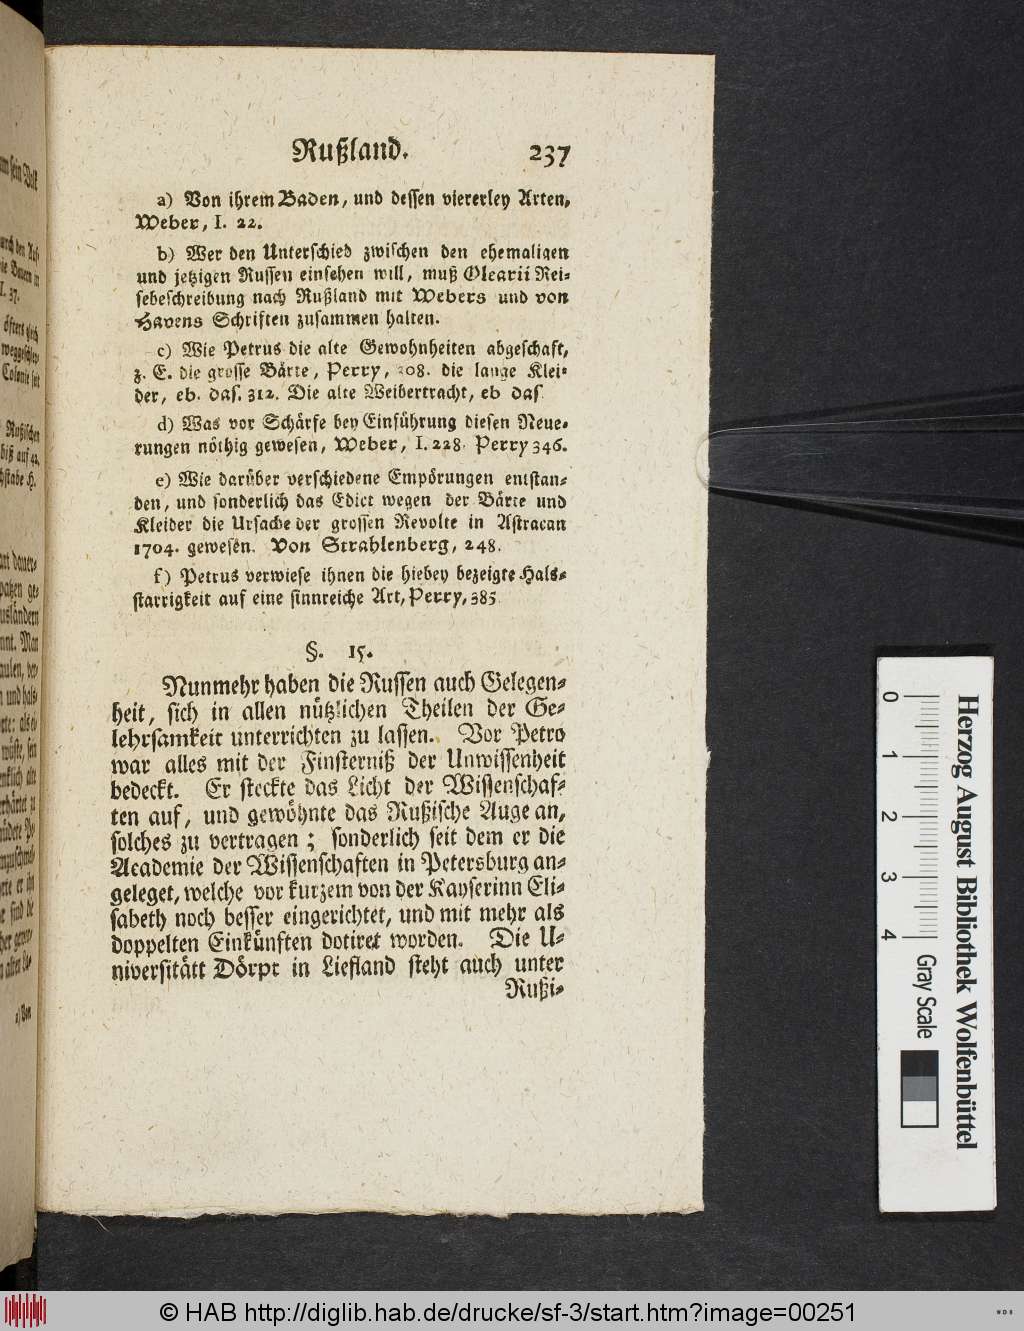 Rußland. 237
a) Von ihrem Baden, und dessen viererley Arten,
Weber, I. 22.
b) Wer den Unterschied zwischen den ehemaligen
und jetzigen Russen einsehen will, muß Olearii Rei-
sebeschreibung nach Rußland mit Webers und von
Havens Schriften zusammen halten.
c) Wie Petrus die alte Gewohnheiten abgeschaft,
z. E. die grosse Bärte, Perry, 208. die lange Klei-
der, eb. das. 312. Die alte Weibertracht, eb das
d) Was vor Schärfe bey Einführung diesen Neue-
rungen nöthig gewesen, Weber, I. 228. Perry 346.
e) Wie darüber verschiedene Empörungen entstan-
den, und sonderlich das Edict wegen der Bärte und
Kleider die Ursache der grossen Revolte in Astracan
1704. gewesen. Von Strahlenberg, 248.
f) Petrus verwiese ihnen die hiebey bezeigte Hals-
starrigkeit auf eine sinnreiche Art, Perry, 385
§. 15.
Nunmehr haben die Russen auch Gelegen-
heit, sich in allen nützlichen Theilen der Ge-
lehrsamkeit unterrichten zu lassen. Vor Petro
war alles mit der Finsterniß der Unwissenheit
bedeckt. Er steckte das Licht der Wissenschaf-
ten auf, und gewöhnte das Rußische Auge an,
solches zu vertragen; sonderlich seit dem er die
Academie der Wissenschaften in Petersburg an-
geleget, welche vor kurzem von der Kayserinn Eli-
sabeth noch besser eingerichtet, und mit mehr als
doppelten Einkünften dotiret worden. Die U-
niversitätt Dörpt in Liefland steht auch unter
Rußi-
0 1 2 3 4
Gray Scale
Herzog August Bibliothek Wolfenbüttel
© HAB http://diglib.hab.de/drucke/sf-3/start.htm?image=00251